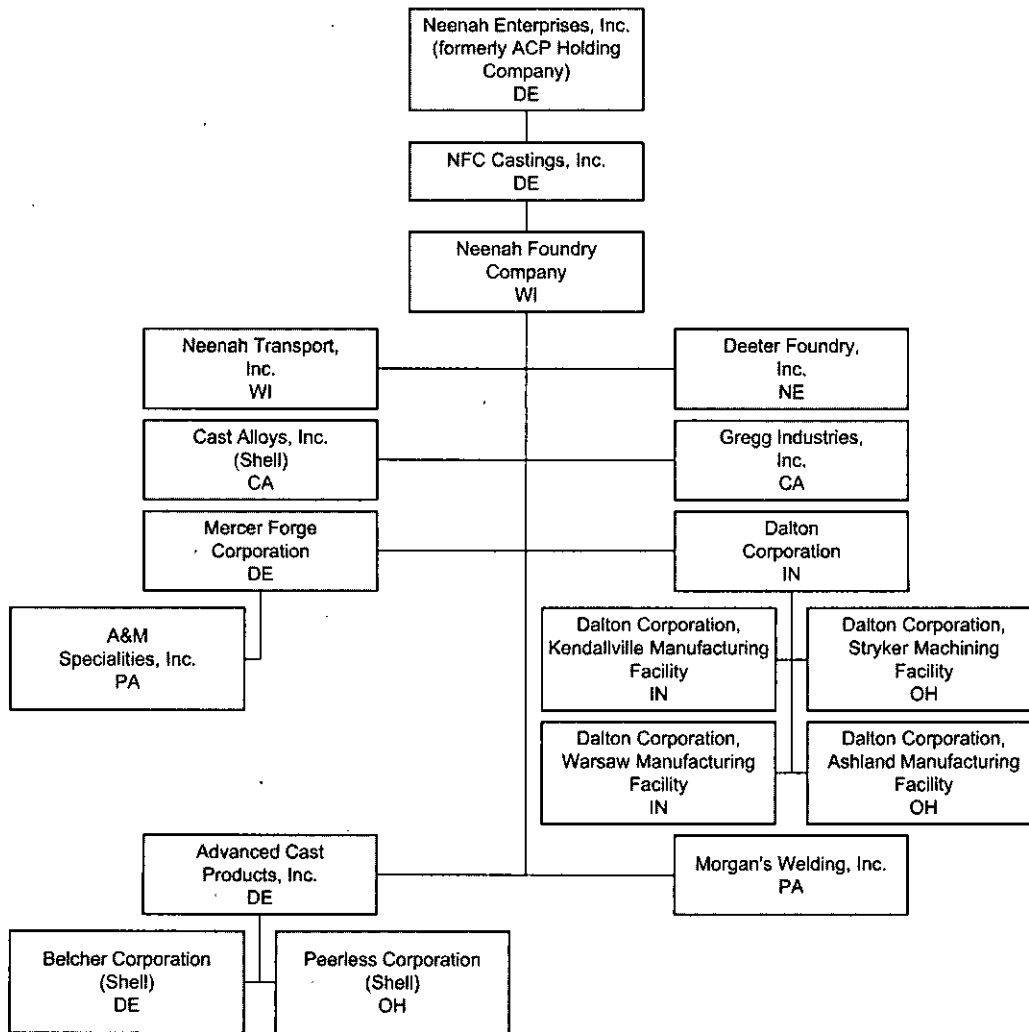 Neenah Enterprises, Inc.
(formerly ACP Holding
Company)
DE
NFC Castings, Inc.
DE
Neenah Foundry
Company
WI
Neenah Transport,
Inc.
WI
Deeter Foundry,
Inc.
NE
Cast Alloys, Inc.
(Shell)
CA
Gregg Industries,
Inc.
CA
Mercer Forge
Corporation
DE
Dalton
Corporation
IN
A&M
Specialities, Inc.
PA
Dalton Corporation,
Kendallville Manufacturing
Facility
IN
Dalton Corporation,
Stryker Machining
Facility
OH
Dalton Corporation,
Warsaw Manufacturing
Facility
IN
Dalton Corporation,
Ashland Manufacturing
Facility
OH
Advanced Cast
Products, Inc.
DE
Morgan's Welding, Inc.
PA
Belcher Corporation
(Shell)
DE
Peerless Corporation
(Shell)
OH